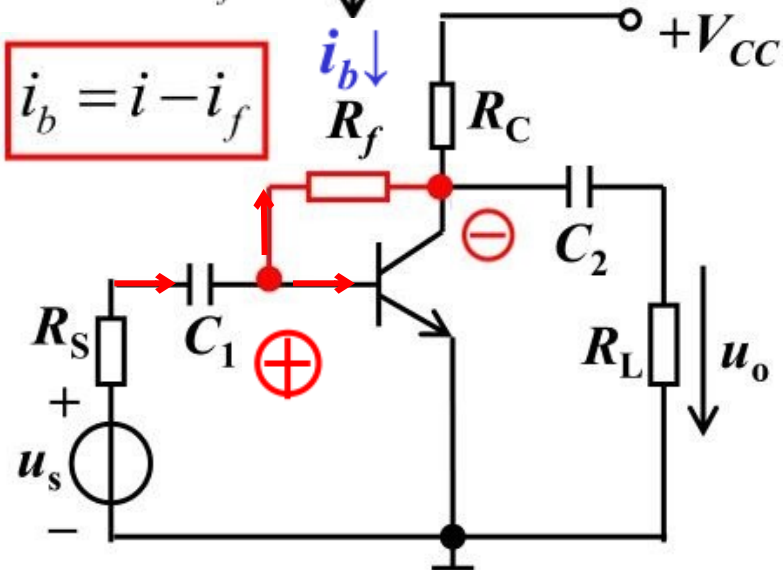 f
i_b↓
+V_CC
i_b = i − i_f
R_f
R_C
−
C_2
R_S
C_1
+
R_L
u_o
+
u_s
−